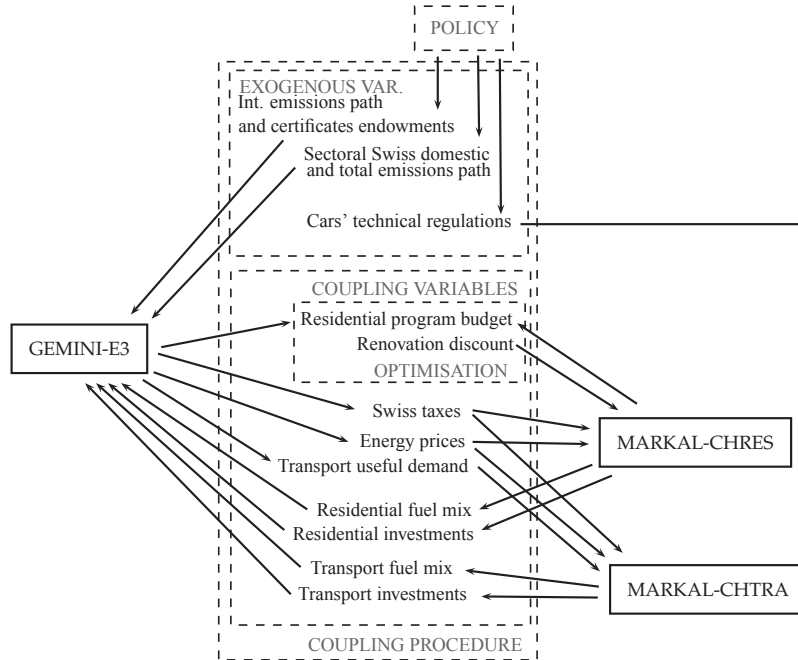 POLICY
EXOGENOUS VAR.
Int. emissions path
and certificates endowments
Sectoral Swiss domestic
and total emissions path
Cars' technical regulations
COUPLING VARIABLES
Residential program budget
GEMINI-E3
Renovation discount
OPTIMISATION
Swiss taxes
Energy prices
MARKAL-CHRES
Transport useful demand
Residential fuel mix
Residential investments
Transport fuel mix
MARKAL-CHTRA
Transport investments
COUPLING PROCEDURE